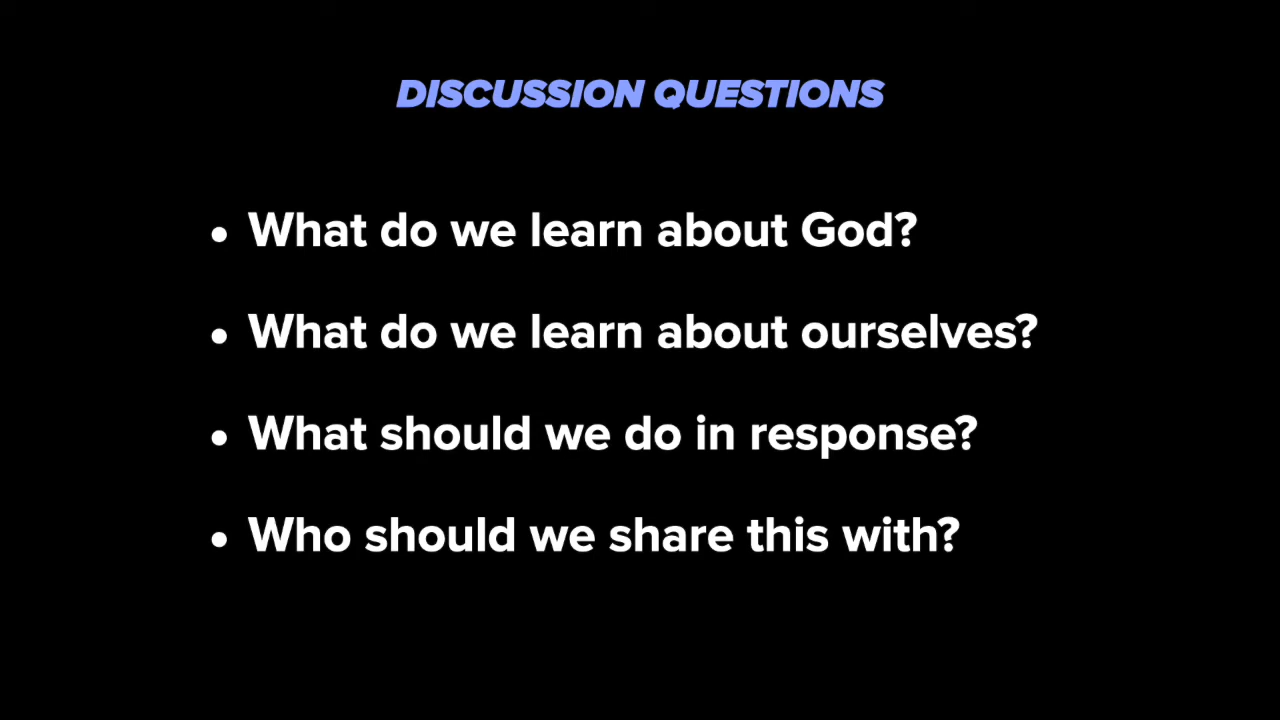 DISCUSSION QUESTIONS
• What do we learn about God?
• What do we learn about ourselves?
• What should we do in response?
• Who should we share this with?